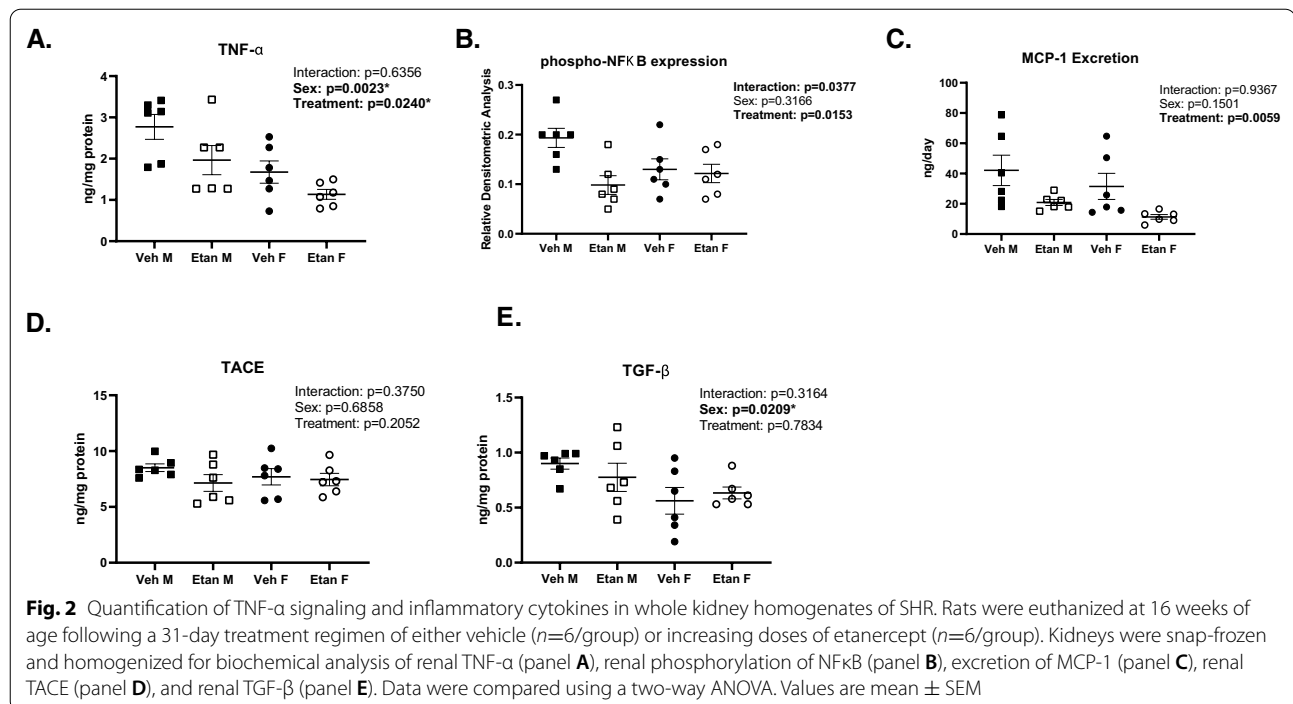 A.
TNF-α
Interaction: p=0.6356
Sex: p=0.0023*
Treatment: p=0.0240*
ng/mg protein
4
3
2
1
0
Veh M Etan M Veh F Etan F
B.
phospho-NFKB expression
Interaction: p=0.0377
Sex: p=0.3166
Treatment: p=0.0153
Relative Densitometric Analysis
0.3
0.2
0.1
0.0
Veh M Etan M Veh F Etan F
C.
MCP-1 Excretion
Interaction: p=0.9367
Sex: p=0.1501
Treatment: p=0.0059
ng/day
100
80
60
40
20
0
Veh M Etan M Veh F Etan F
D.
TACE
Interaction: p=0.3750
Sex: p=0.6858
Treatment: p=0.2052
ng/mg protein
15
10
5
0
Veh M Etan M Veh F Etan F
E.
TGF-β
Interaction: p=0.3164
Sex: p=0.0209*
Treatment: p=0.7834
ng/mg protein
1.5
1.0
0.5
0.0
Veh M Etan M Veh F Etan F
Fig. 2 Quantification of TNF-α signaling and inflammatory cytokines in whole kidney homogenates of SHR. Rats were euthanized at 16 weeks of
age following a 31-day treatment regimen of either vehicle (n=6/group) or increasing doses of etanercept (n=6/group). Kidneys were snap-frozen
and homogenized for biochemical analysis of renal TNF-α (panel A), renal phosphorylation of NFκB (panel B), excretion of MCP-1 (panel C), renal
TACE (panel D), and renal TGF-β (panel E). Data were compared using a two-way ANOVA. Values are mean ± SEM